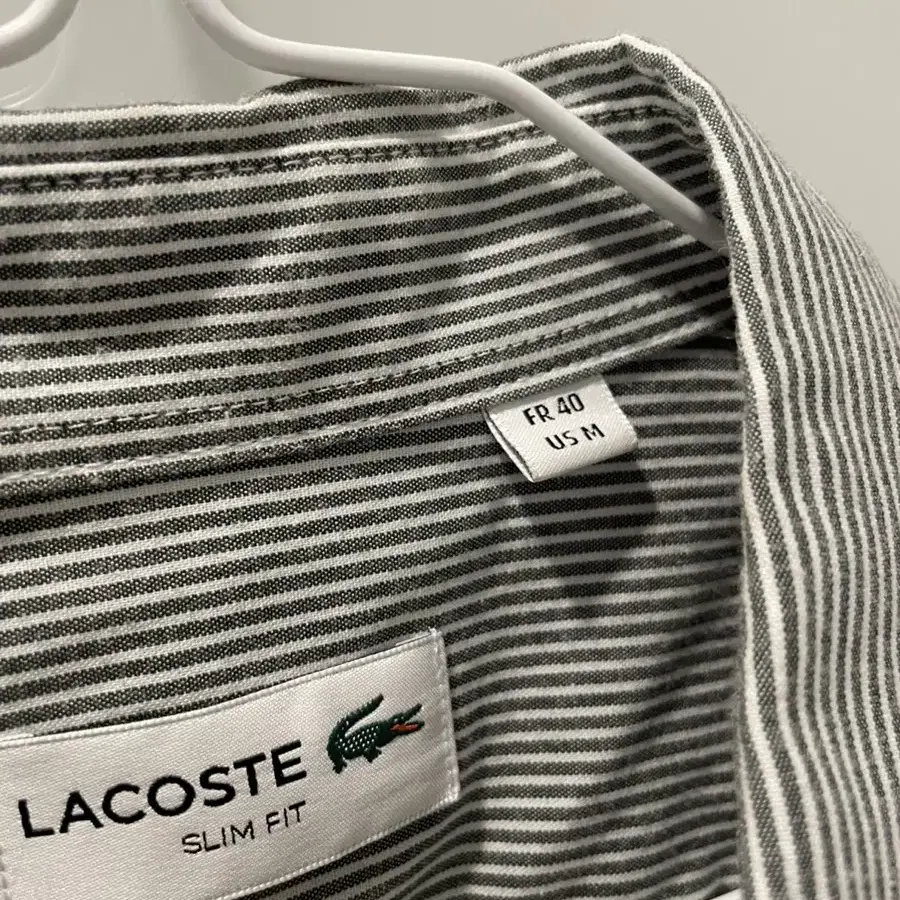 FR 40
US M
LACOSTE
SLIM FIT